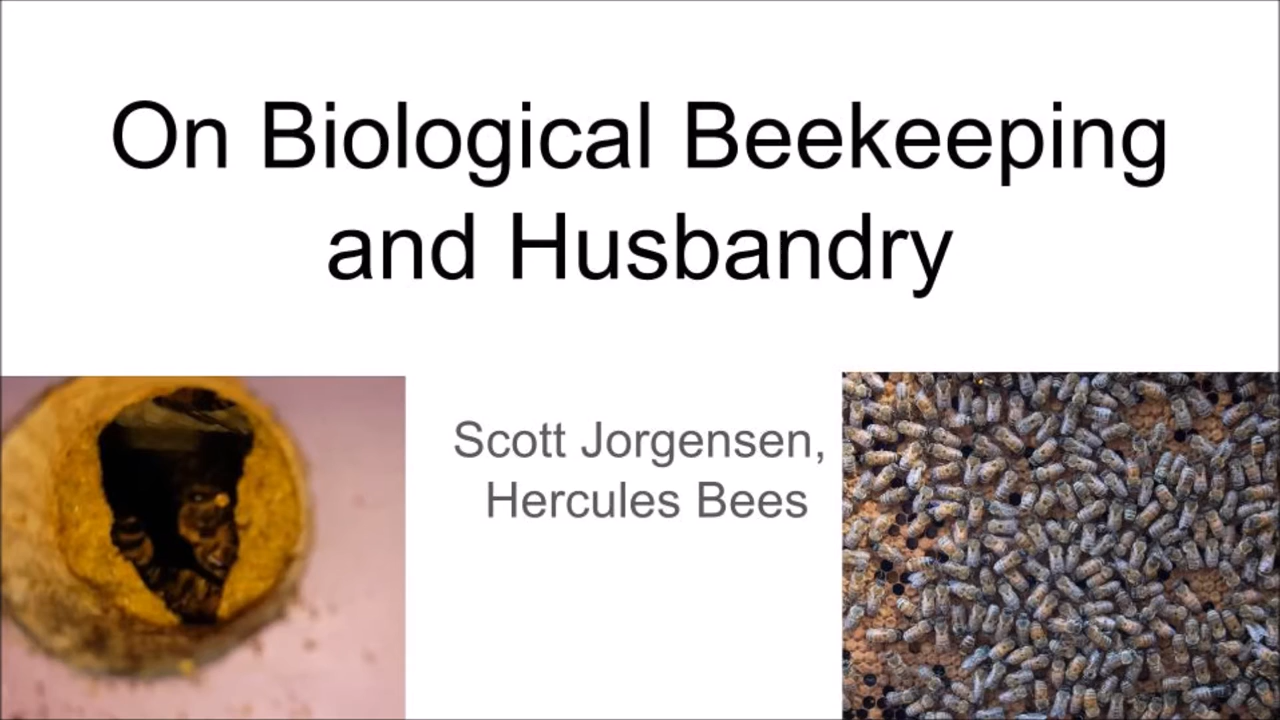 On Biological Beekeeping
and Husbandry
Scott Jorgensen,
Hercules Bees